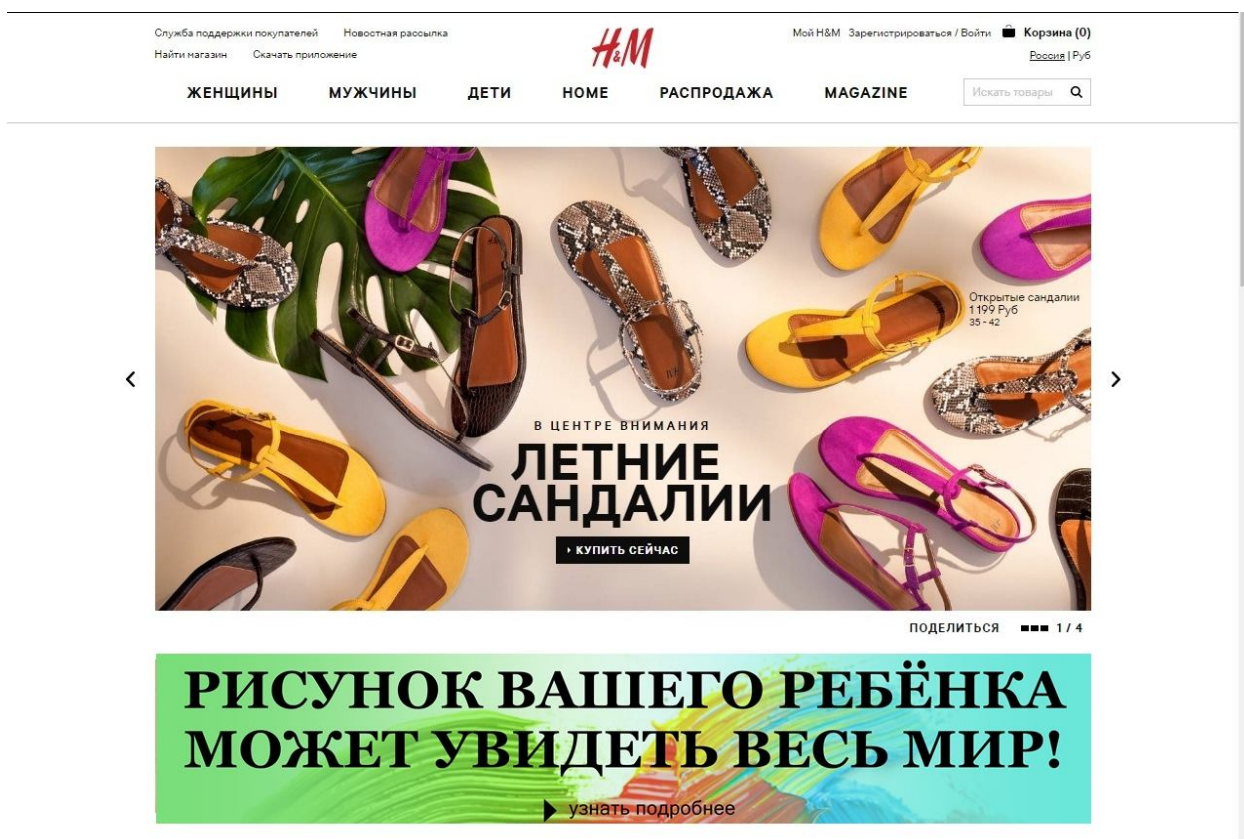 Служба поддержки покупателей Новостная рассылка
Найти магазин Скачать приложение
H&M
Мой H&M Зарегистрироваться / Войти Корзина (0)
Россия | Руб
ЖЕНЩИНЫ МУЖЧИНЫ ДЕТИ HOME РАСПРОДАЖА MAGAZINE Искать товары
Открытые сандалии
1199 Руб
35 - 42
В ЦЕНТРЕ ВНИМАНИЯ
ЛЕТНИЕ
САНДАЛИИ
КУПИТЬ СЕЙЧАС
ПОДЕЛИТЬСЯ 1 / 4
РИСУНОК ВАШЕГО РЕБЁНКА
МОЖЕТ УВИДЕТЬ ВЕСЬ МИР!
узнать подробнее